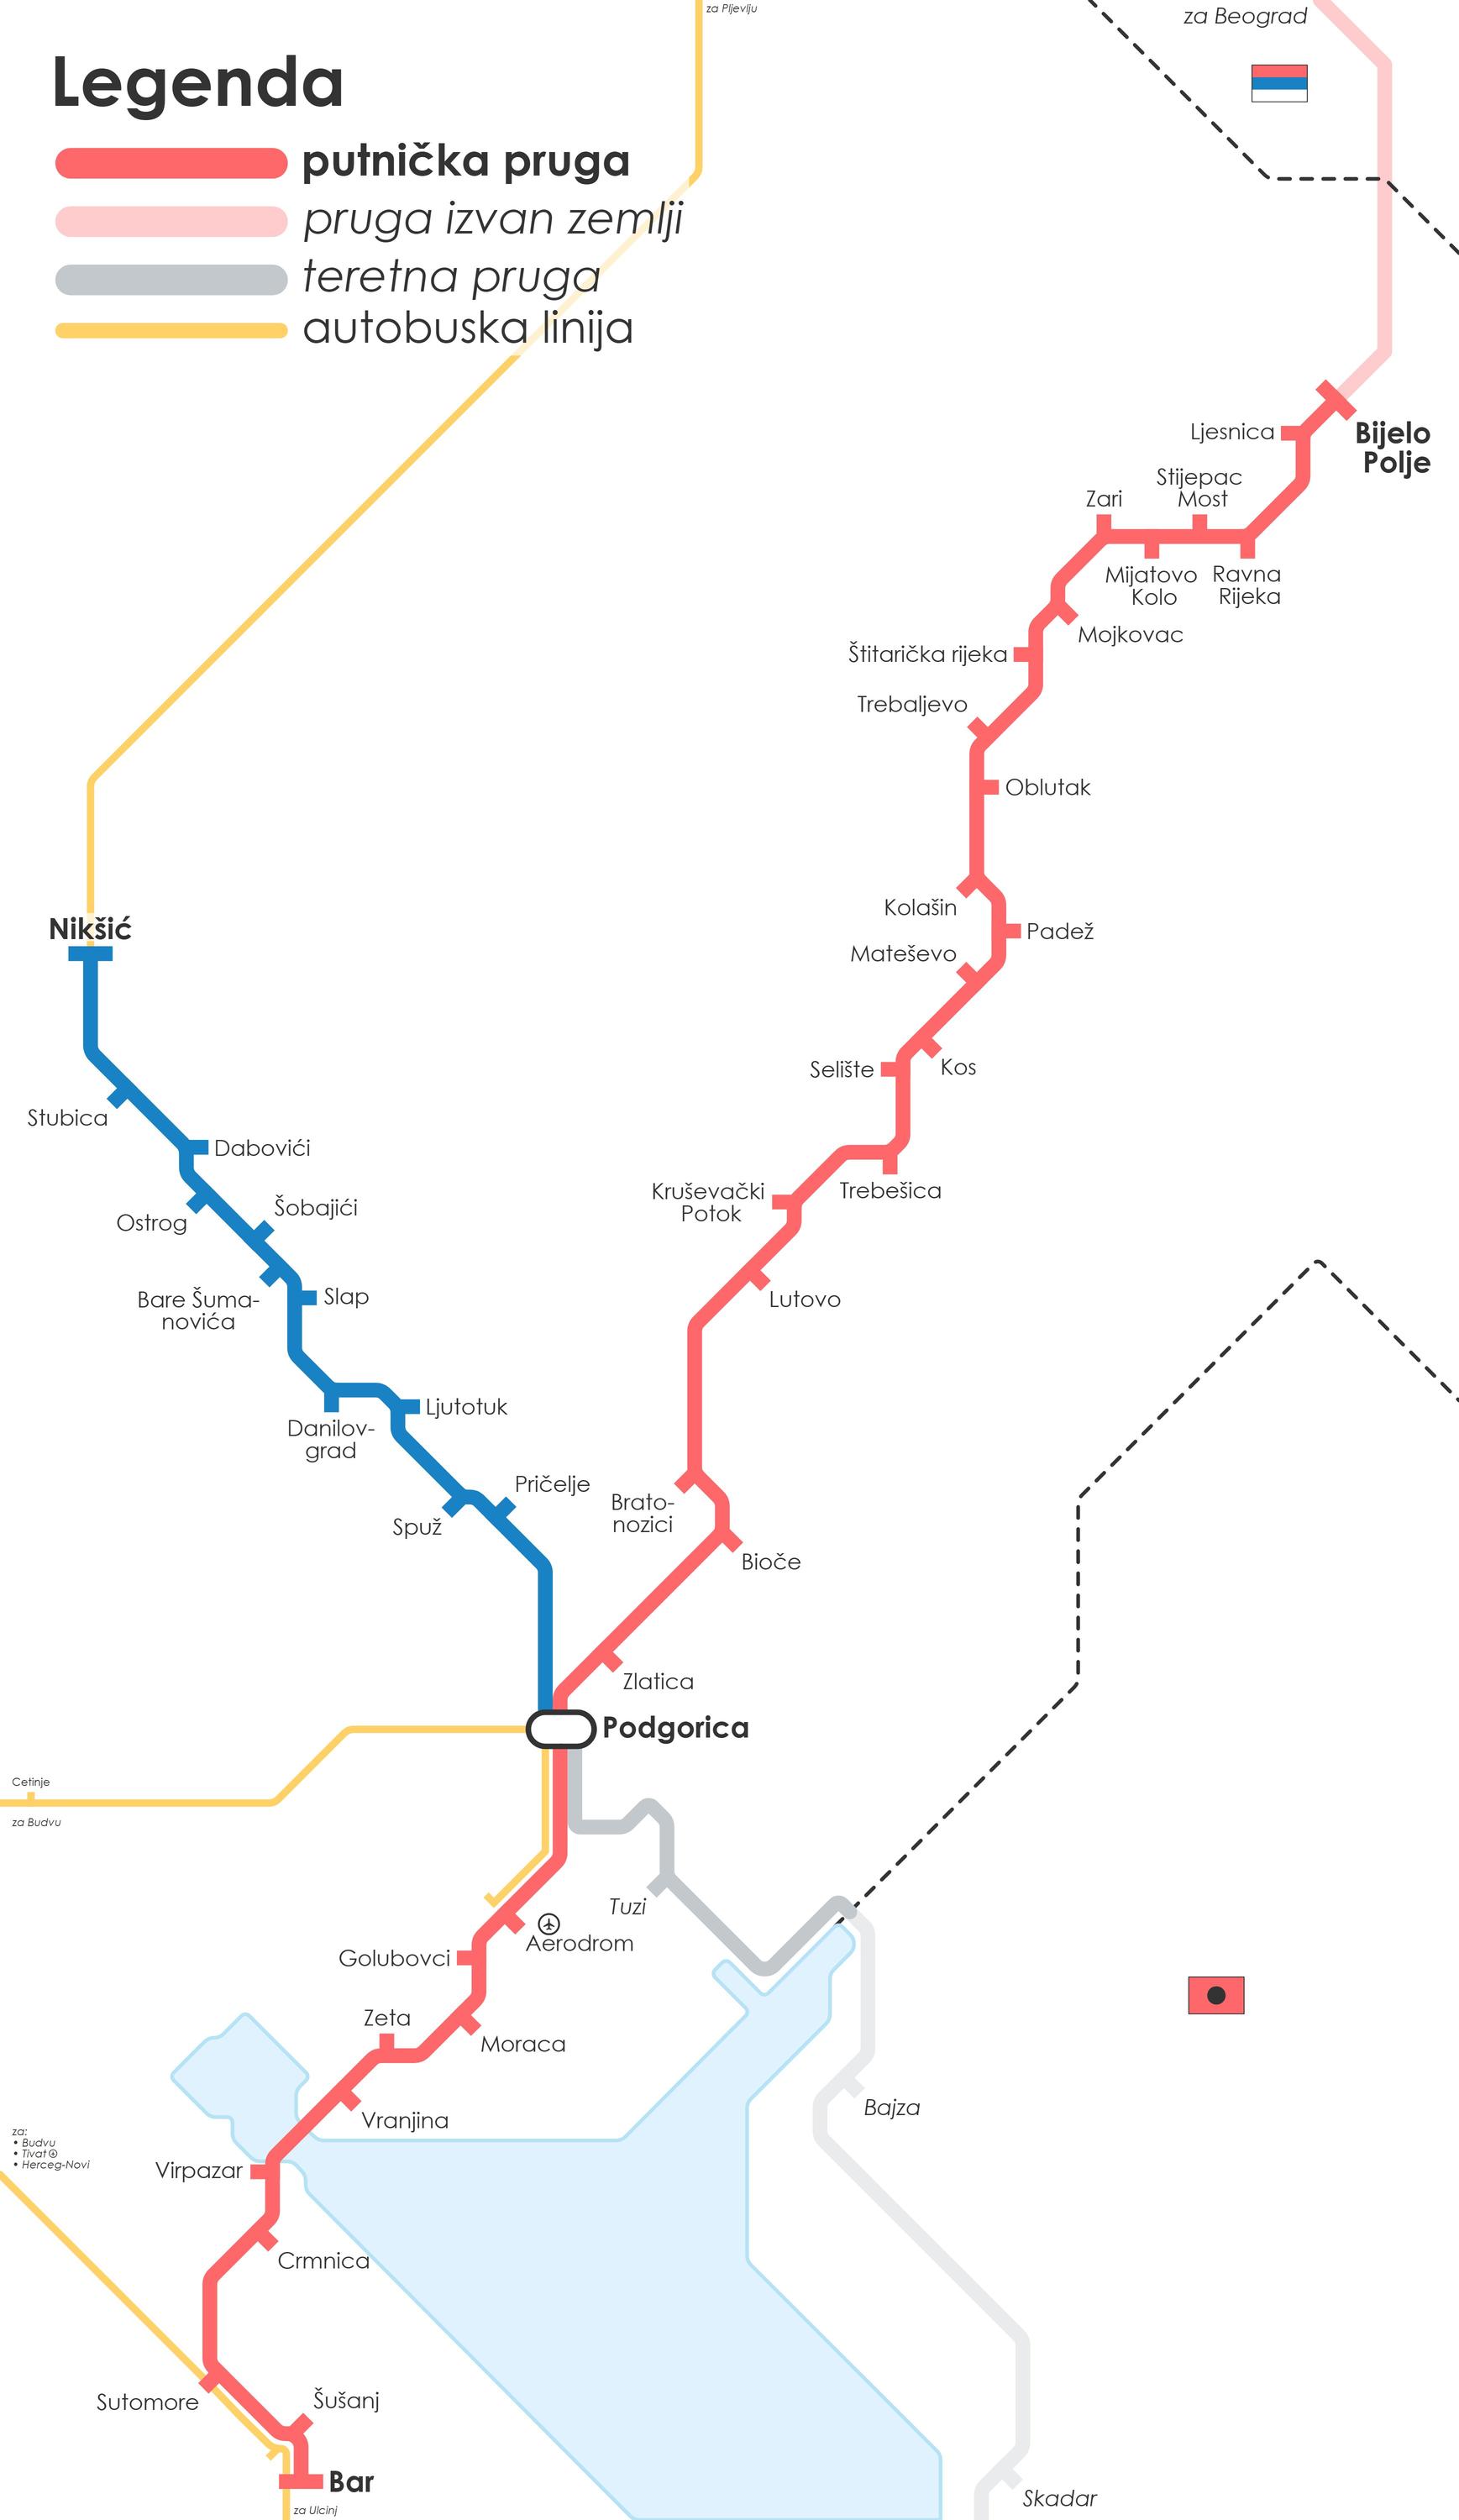 za Pljevlju
za Beograd
Legenda
putnička pruga
pruga izvan zemlji
teretna pruga
autobuska linija
Bijelo
Polje
Ljesnica
Stijepac
Most
Zari
Mijatovo
Kolo
Ravna
Rijeka
Mojkovac
Štitarička rijeka
Trebaljevo
Oblutak
Kolašin
Padež
Mateševo
Kos
Selište
Trebešica
Kruševački
Potok
Lutovo
Brato-
nozici
Bioče
Zlatica
Nikšić
Stubica
Dabovići
Ostrog
Šobajići
Bare Šuma-
novića
Slap
Danilov-
grad
Ljutotuk
Spuž
Pričelje
Podgorica
Cetinje
za Budvu
Tuzi
Aerodrom
Golubovci
Zeta
Moraca
Vranjina
Bajza
za:
• Budvu
• Tivat
• Herceg-Novi
Virpazar
Crmnica
Sutomore
Šušanj
Bar
za Ulcinj
Skadar